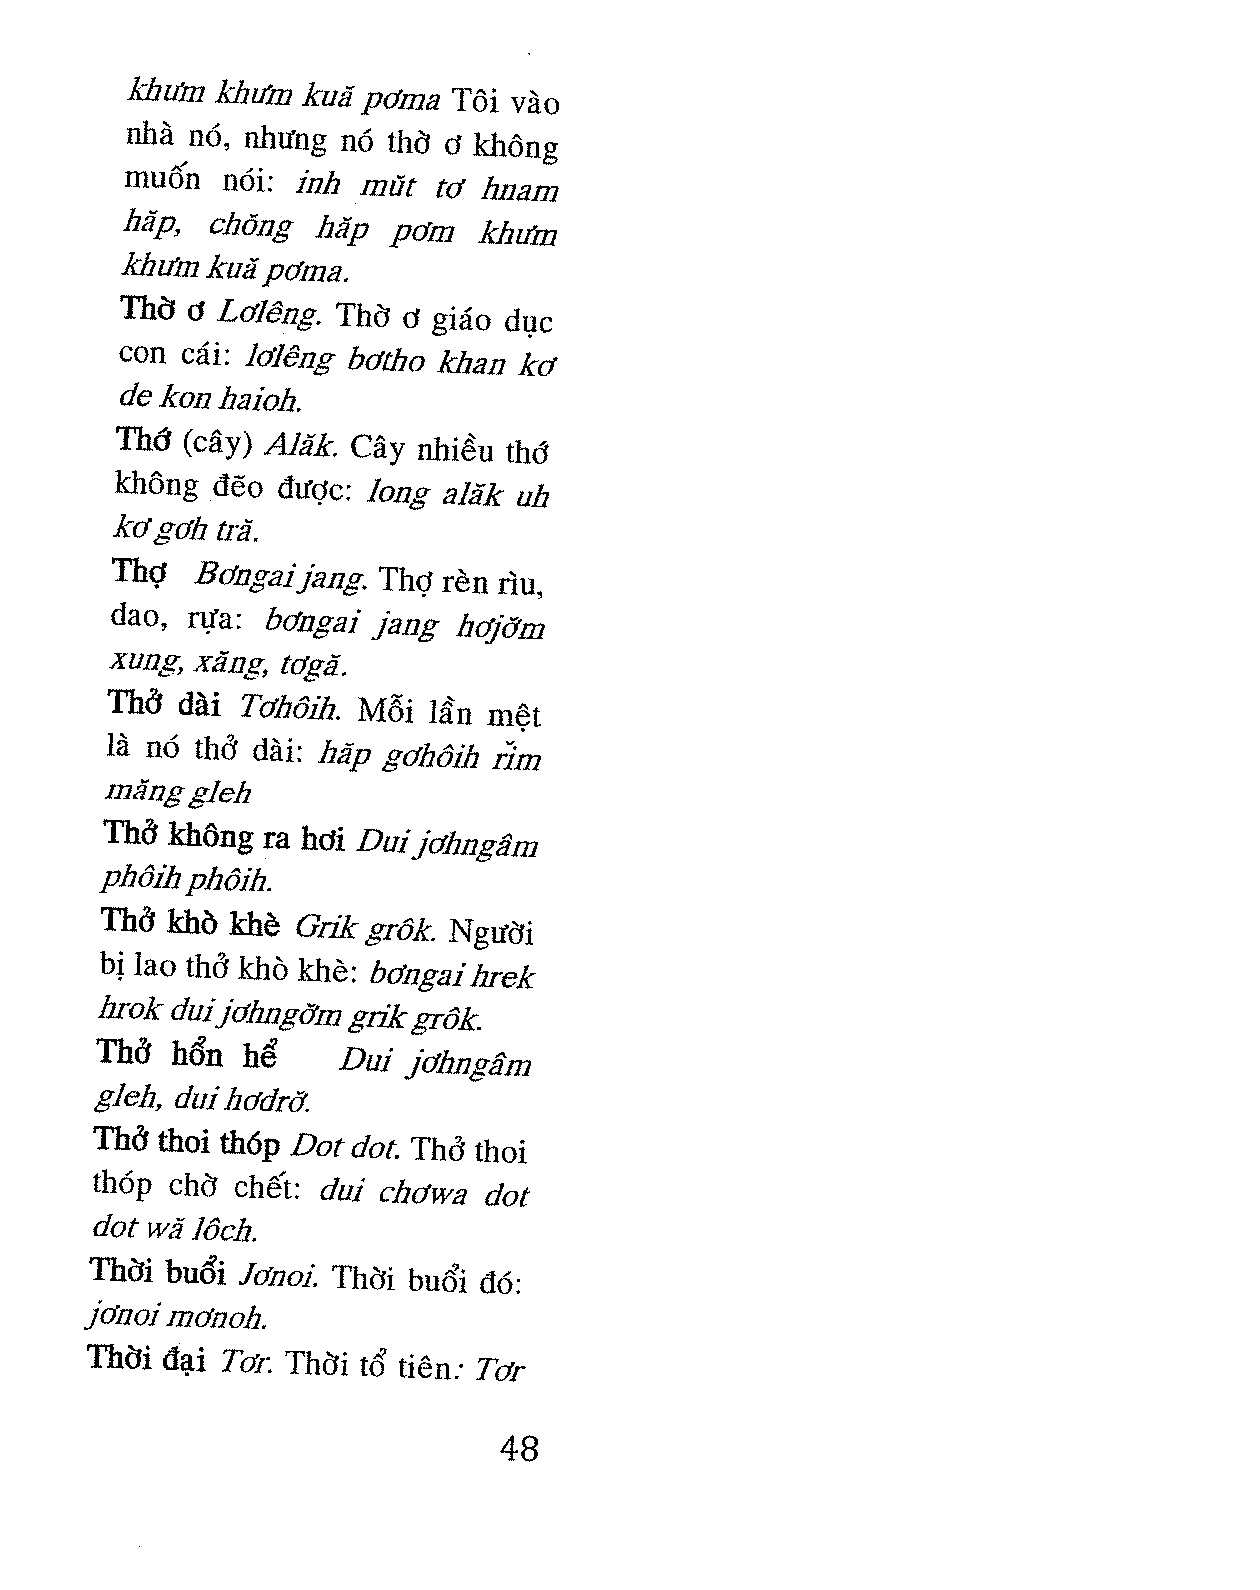 khưm khưm kuă pơma Tôi vào
nhà nó, nhưng nó thờ ơ không
muốn nói: inh mŭt tơ hnam
hăp, chŏng hăp pơm khưm
khưm kuă pơma.
Thờ ơ Lơlêng. Thờ ơ giáo dục
con cái: lơlêng bơtho khan kơ
de kon haioh.
Thớ (cây) Alăk. Cây nhiều thớ
không đẽo được: long alăk uh
kơ gơh tră.
Thợ Bơngai jang. Thợ rèn rìu,
dao, rựa: bơngai jang hơjơ̆m
xung, xăng, tơgă.
Thở dài Tơhôih. Mỗi lần mệt
là nó thở dài: hăp gơhôih rĭm
măng gleh
Thở không ra hơi Dui jơhngâm
phôih phôih.
Thở khò khè Grik grôk. Người
bị lao thở khò khè: bơngai hrek
hrok dui jơhngơ̆m grik grôk.
Thở hổn hể Dui jơhngâm
gleh, dui hơdrơ̆.
Thở thoi thóp Dot dot. Thở thoi
thóp chờ chết: dui chơwa dot
dot wă lôch.
Thời buổi Jơnoi. Thời buổi đó:
jơnoi mơnoh.
Thời đại Tơr. Thời tổ tiên: Tơr
48